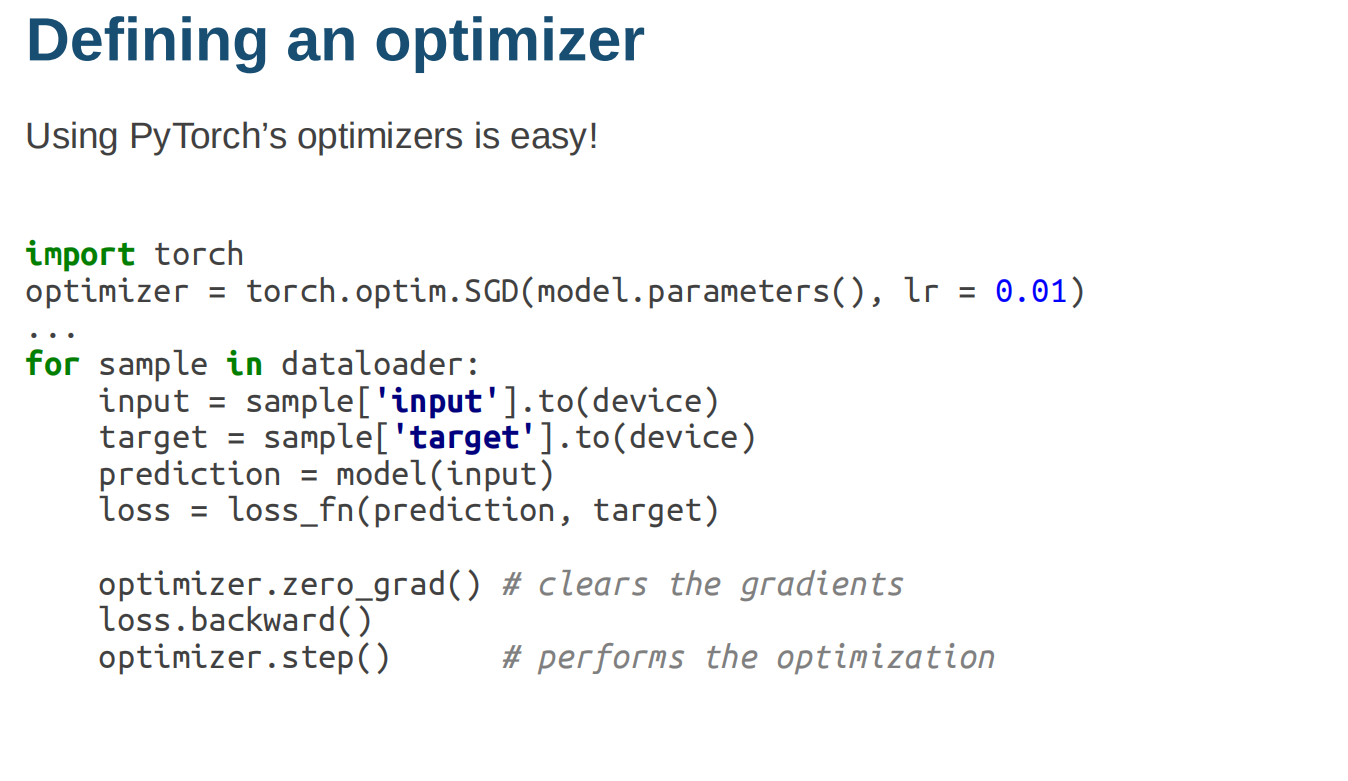 Defining an optimizer
Using PyTorch’s optimizers is easy!
import torch
optimizer = torch.optim.SGD(model.parameters(), lr = 0.01)
...
for sample in dataloader:
    input = sample['input'].to(device)
    target = sample['target'].to(device)
    prediction = model(input)
    loss = loss_fn(prediction, target)
    optimizer.zero_grad() # clears the gradients
    loss.backward()
    optimizer.step()      # performs the optimization